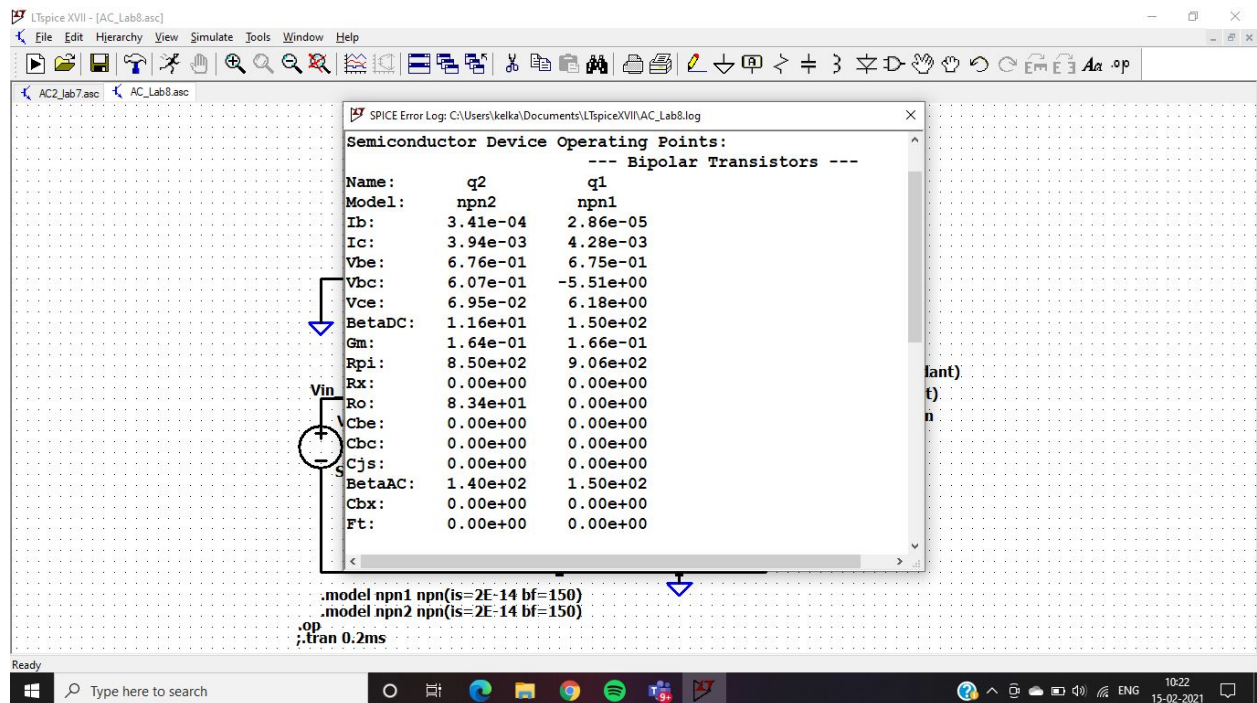 LTspice XVII - [AC_Lab8.asc]
File Edit Hierarchy View Simulate Tools Window Help
AC2_lab7.asc AC_Lab8.asc
SPICE Error Log: C:\Users\kelka\Documents\LTspiceXVII\AC_Lab8.log
Semiconductor Device Operating Points:
--- Bipolar Transistors ---
Name: q2 q1
Model: npn2 npn1
Ib: 3.41e-04 2.86e-05
Ic: 3.94e-03 4.28e-03
Vbe: 6.76e-01 6.75e-01
Vbc: 6.07e-01 -5.51e+00
Vce: 6.95e-02 6.18e+00
BetaDC: 1.16e+01 1.50e+02
Gm: 1.64e-01 1.66e-01
Rpi: 8.50e+02 9.06e+02
Rx: 0.00e+00 0.00e+00
Ro: 8.34e+01 0.00e+00
Cbe: 0.00e+00 0.00e+00
Cbc: 0.00e+00 0.00e+00
Cjs: 0.00e+00 0.00e+00
BetaAC: 1.40e+02 1.50e+02
Cbx: 0.00e+00 0.00e+00
Ft: 0.00e+00 0.00e+00
Vin
.model npn1 npn(is=2E-14 bf=150)
.model npn2 npn(is=2E-14 bf=150)
.op
;.tran 0.2ms
Ready
Type here to search
9+
ENG
10:22
15-02-2021